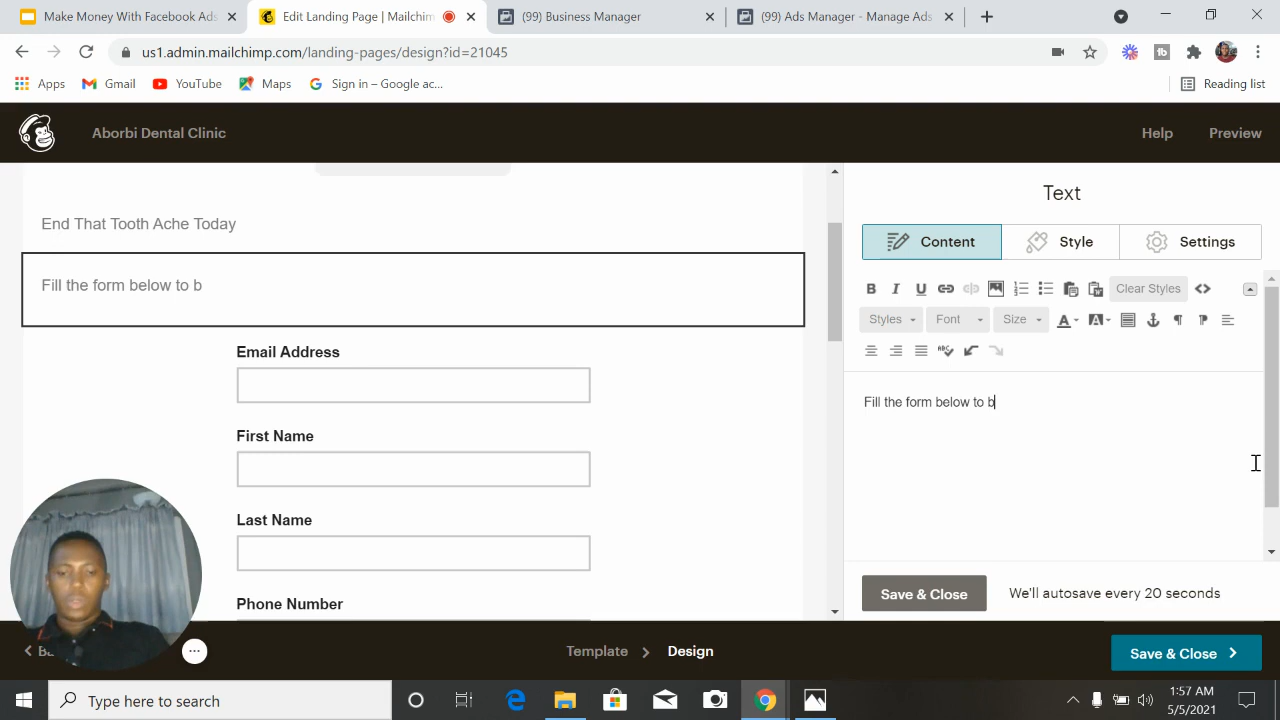 Make Money With Facebook Ads
Edit Landing Page | Mailchim
(99) Business Manager
(99) Ads Manager - Manage Ads
us1.admin.mailchimp.com/landing-pages/design?id=21045
Apps
Gmail
YouTube
Maps
Sign in – Google ac...
Reading list
Aborbi Dental Clinic
Help
Preview
End That Tooth Ache Today
Fill the form below to b
Email Address
First Name
Last Name
Phone Number
Text
Content
Style
Settings
Clear Styles
Styles
Font
Size
Fill the form below to b
Save & Close
We'll autosave every 20 seconds
Template
Design
Save & Close
Type here to search
1:57 AM
5/5/2021